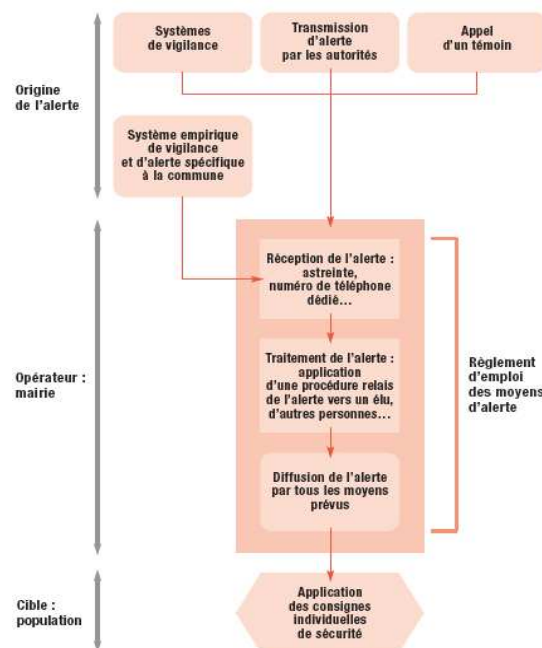 Systèmes
de vigilance
Transmission
d'alerte
par les autorités
Appel
d'un témoin
Origine
de l'alerte
Système empirique
de vigilance
et d'alerte spécifique
à la commune
Réception de l'alerte :
astreinte,
numéro de téléphone
dédié…
Opérateur :
mairie
Traitement de l'alerte :
application
d'une procédure relais
de l'alerte vers un élu,
d'autres personnes…
Règlement
d'emploi
des moyens
d'alerte
Diffusion de l'alerte
par tous les moyens
prévus
Cible :
population
Application
des consignes
individuelles
de sécurité